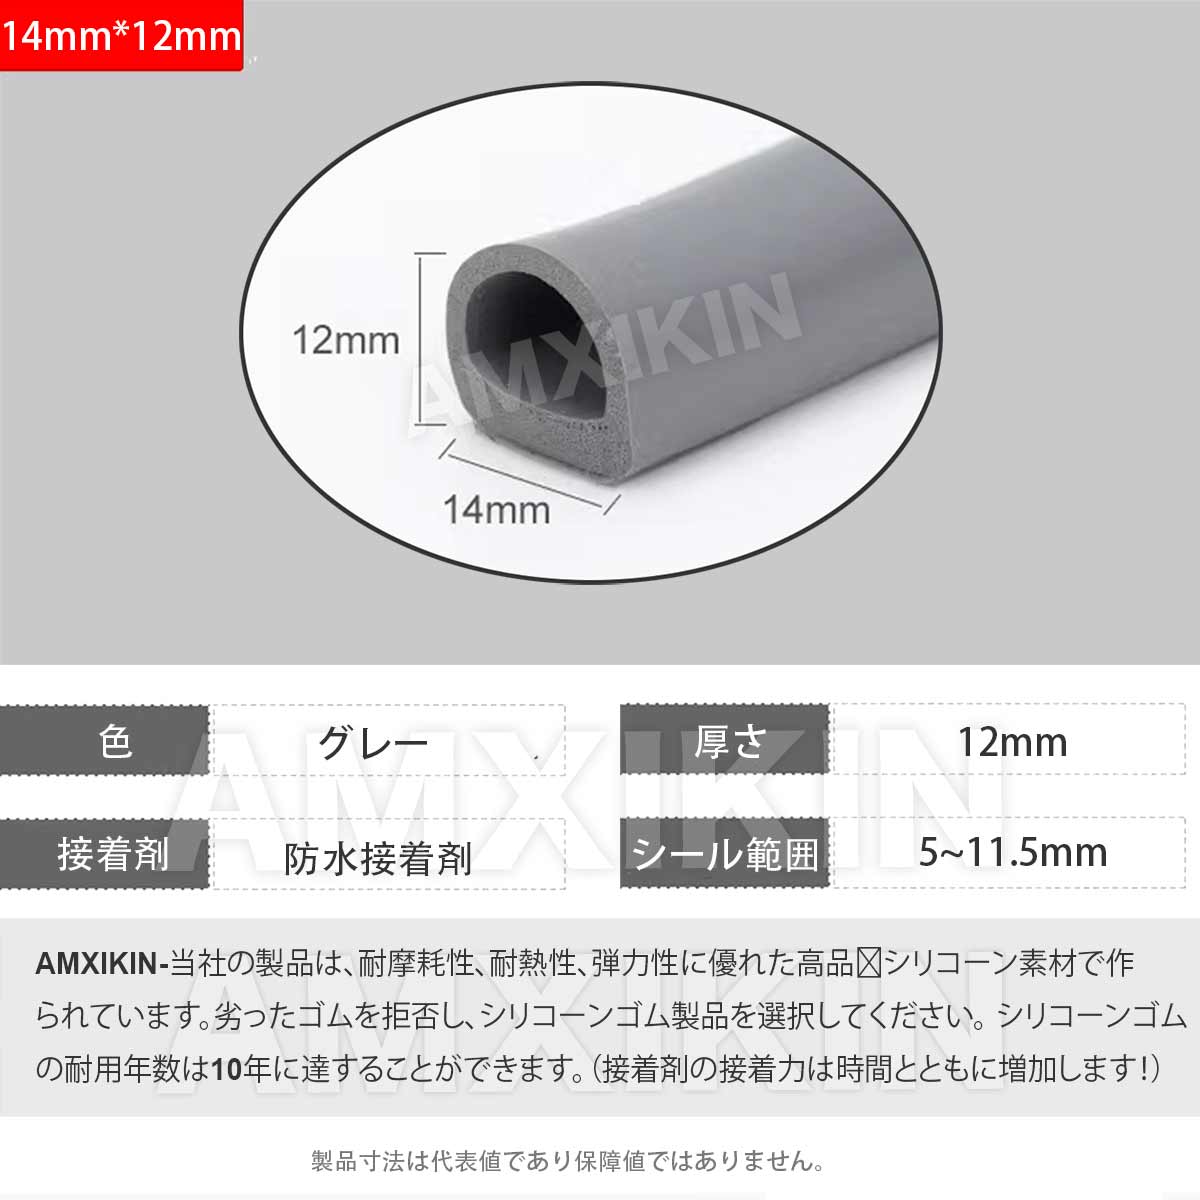 14mm*12mm
12mm
AMXIKIN
14mm
色 グレー
厚さ 12mm
接着剤 防水接着剤
シール範囲 5~11.5mm
AMXIKIN
AMXIKIN-当社の製品は、耐摩耗性、耐熱性、弾力性に優れた高品☒シリコーン素材で作
られています。劣ったゴムを拒否し、シリコーンゴム製品を選択してください。シリコーンゴム
の耐用年数は10年に達することができます。（接着剤の接着力は時間とともに増加します！）
AMXIKIN
製品寸法は代表値であり保障値ではありません。